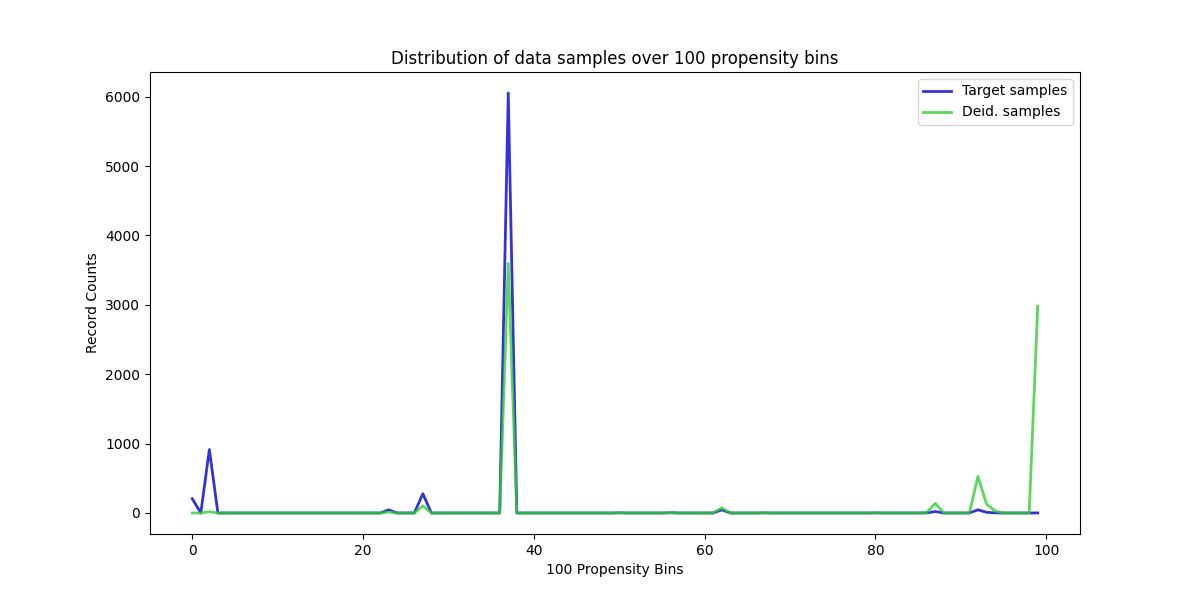 Distribution of data samples over 100 propensity bins
Target samples
Deid. samples
6000
5000
4000
3000
2000
1000
0
Record Counts
0
20
40
60
80
100
100 Propensity Bins